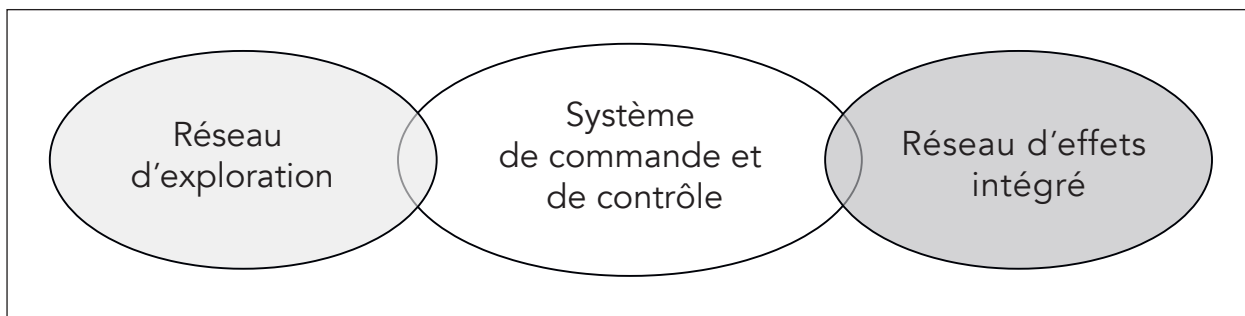 Réseau
d’exploration
Système
de commande et
de contrôle
Réseau d’effets
intégré